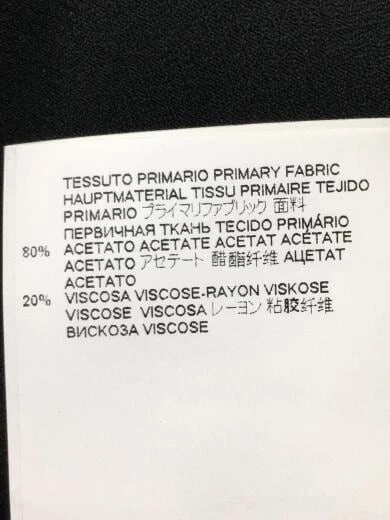 TESSUTO PRIMARIO PRIMARY FABRIC
HAUPTMATERIAL TISSU PRIMAIRE TEJIDO
PRIMARIO プライマリファブリック 面料
ПЕРВИЧНАЯ ТКАНЬ TECIDO PRIMÁRIO
80% ACETATO ACETATE ACETAT ACÉTATE
ACETATO アセテート 醋酯纤维 АЦЕТАТ
ACETATO
20% VISCOSA VISCOSE-RAYON VISKOSE
VISCOSE VISCOSA レーヨン 粘胶纤维
ВИСКОЗА VISCOSE